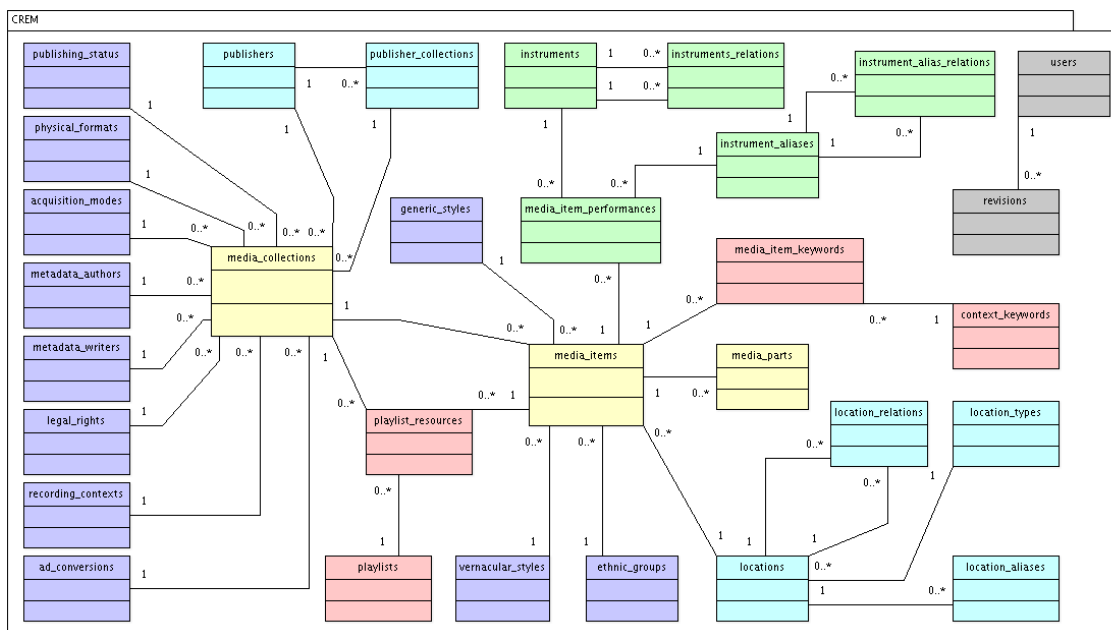 CREM
publishing_status
publishers
publisher_collections
instruments
instruments_relations
instrument_alias_relations
users
1
0..*
1
0..*
1
0..*
0..*
1
1
1
1
1
0..*
1
physical_formats
instrument_aliases
1
1
0..*
1
0..*
0..*
0..*
acquisition_modes
generic_styles
media_item_performances
revisions
1
0..*
0..*
0..*
0..*
media_collections
0..*
media_item_keywords
metadata_authors
1
0..*
1
0..*
1
0..*
context_keywords
0..*
0..*
0..*
1
1
0..*
1
metadata_writers
1
0..*
0..*
0..*
1
media_items
media_parts
1
0..*
1
1
0..*
legal_rights
1
0..*
playlist_resources
0..*
0..*
0..*
location_relations
location_types
0..*
0..*
1
recording_contexts
1
0..*
0..*
1
1
1
1
1
1
0..*
ad_conversions
1
playlists
vernacular_styles
ethnic_groups
locations
location_aliases
1
0..*